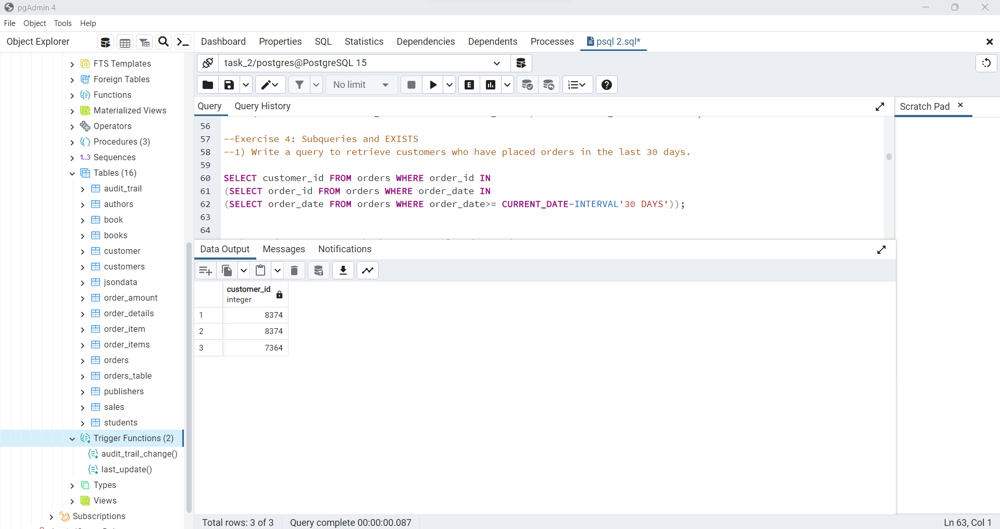 pgAdmin 4
File Object Tools Help
Object Explorer
Dashboard Properties SQL Statistics Dependencies Dependents Processes psql 2.sql*
FTS Templates
Foreign Tables
Functions
Materialized Views
Operators
Procedures (3)
1..3 Sequences
Tables (16)
audit_trail
authors
book
books
customer
customers
jsondata
order_amount
order_details
order_item
order_items
orders
orders_table
publishers
sales
students
Trigger Functions (2)
audit_trail_change()
last_update()
Types
Views
Subscriptions
task_2/postgres@PostgreSQL 15
No limit
E
Query Query History
Scratch Pad
56
57 --Exercise 4: Subqueries and EXISTS
58 --1) Write a query to retrieve customers who have placed orders in the last 30 days.
59
60 SELECT customer_id FROM orders WHERE order_id IN
61 (SELECT order_id FROM orders WHERE order_date IN
62 (SELECT order_date FROM orders WHERE order_date>= CURRENT_DATE-INTERVAL'30 DAYS'));
63
64
Data Output Messages Notifications
customer_id
integer
1 8374
2 8374
3 7364
Total rows: 3 of 3 Query complete 00:00:00.087 Ln 63, Col 1